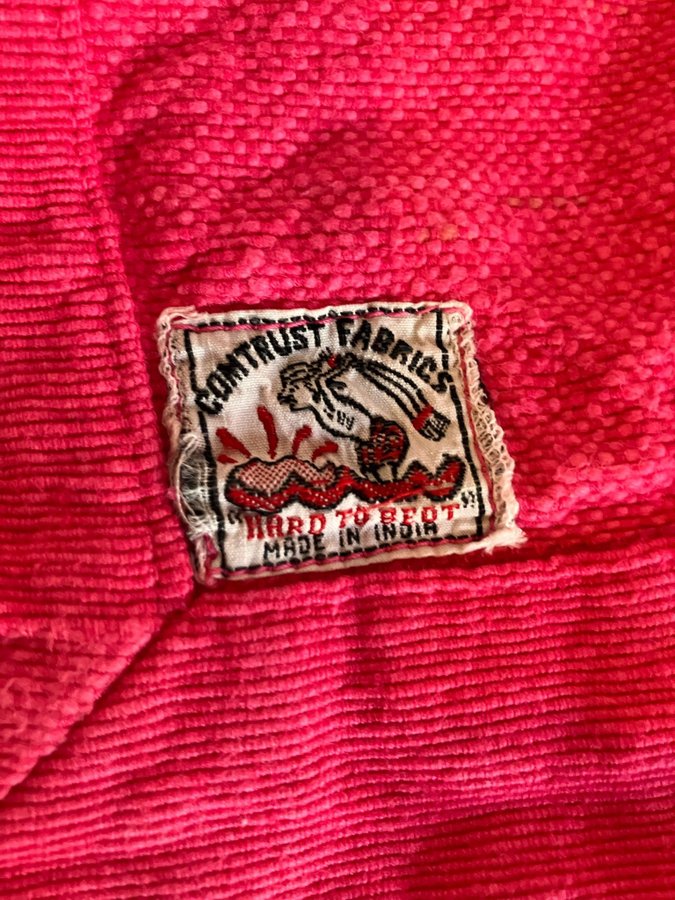 COMTRUST FABRICS
"HARD TO BEAT"
MADE IN INDIA